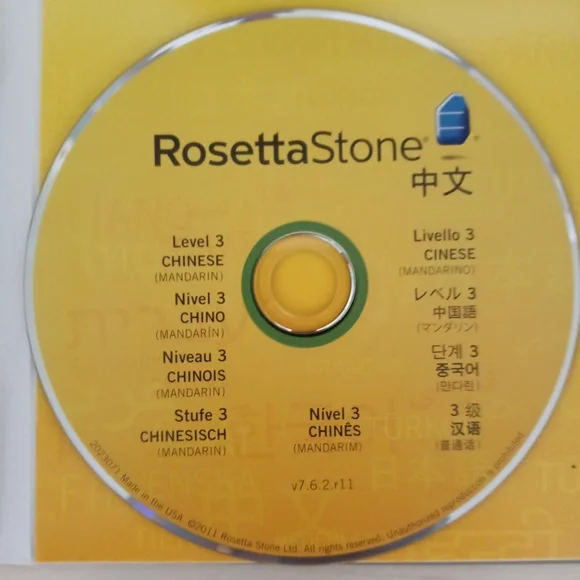 RosettaStone®
中文
Level 3
CHINESE
(MANDARIN)
Nivel 3
CHINO
(MANDARÍN)
Niveau 3
CHINOIS
(MANDARIN)
Stufe 3
CHINESISCH
(MANDARIN)
Nível 3
CHINÊS
(MANDARIM)
Livello 3
CINESE
(MANDARINO)
レベル 3
中国語
(マンダリン)
단계 3
중국어
(만다린)
3 级
汉语
(普通话)
v7.6.2.r11
2023071 Made in the USA ©2011 Rosetta Stone Ltd. All rights reserved. Unauthorized reproduction is prohibited.